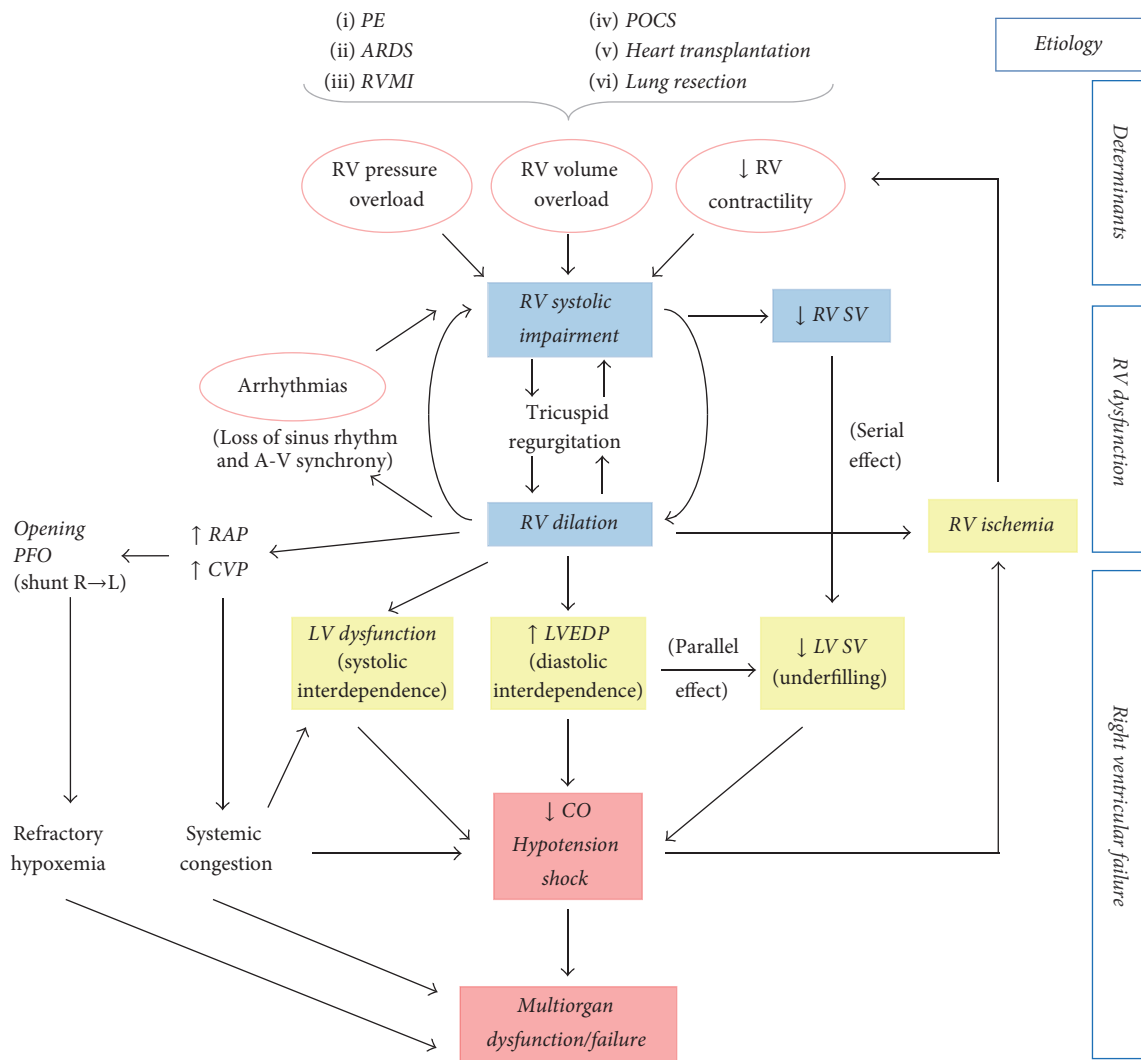 (i) PE
(ii) ARDS
(iii) RVMI
(iv) POCS
(v) Heart transplantation
(vi) Lung resection
Etiology
Determinants
RV pressure
overload
RV volume
overload
↓ RV
contractility
RV systolic
impairment
↓ RV SV
RV dysfunction
Arrhythmias
(Loss of sinus rhythm
and A-V synchrony)
Tricuspid
regurgitation
(Serial
effect)
RV dilation
RV ischemia
Opening
PFO
(shunt R→L)
↑ RAP
↑ CVP
LV dysfunction
(systolic
interdependence)
↑ LVEDP
(diastolic
interdependence)
(Parallel
effect)
↓ LV SV
(underfilling)
Right ventricular failure
Refractory
hypoxemia
Systemic
congestion
↓ CO
Hypotension
shock
Multiorgan
dysfunction/failure